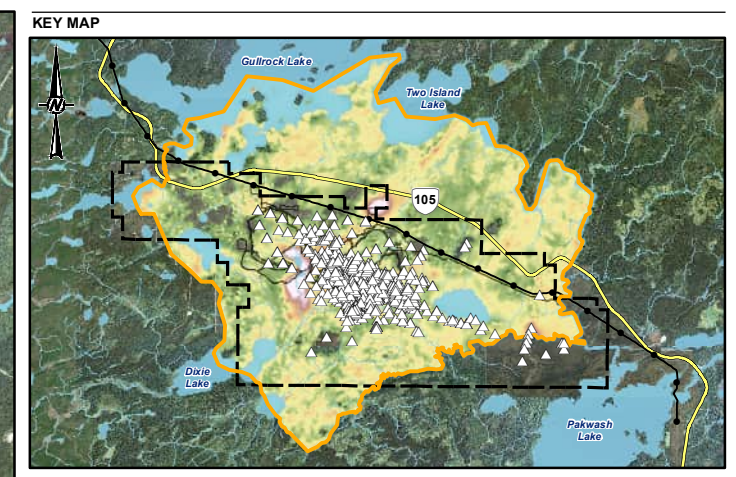 KEY MAP
Gullrock Lake
Two Island
Lake
N
105
Dixie
Lake
Pakwash
Lake